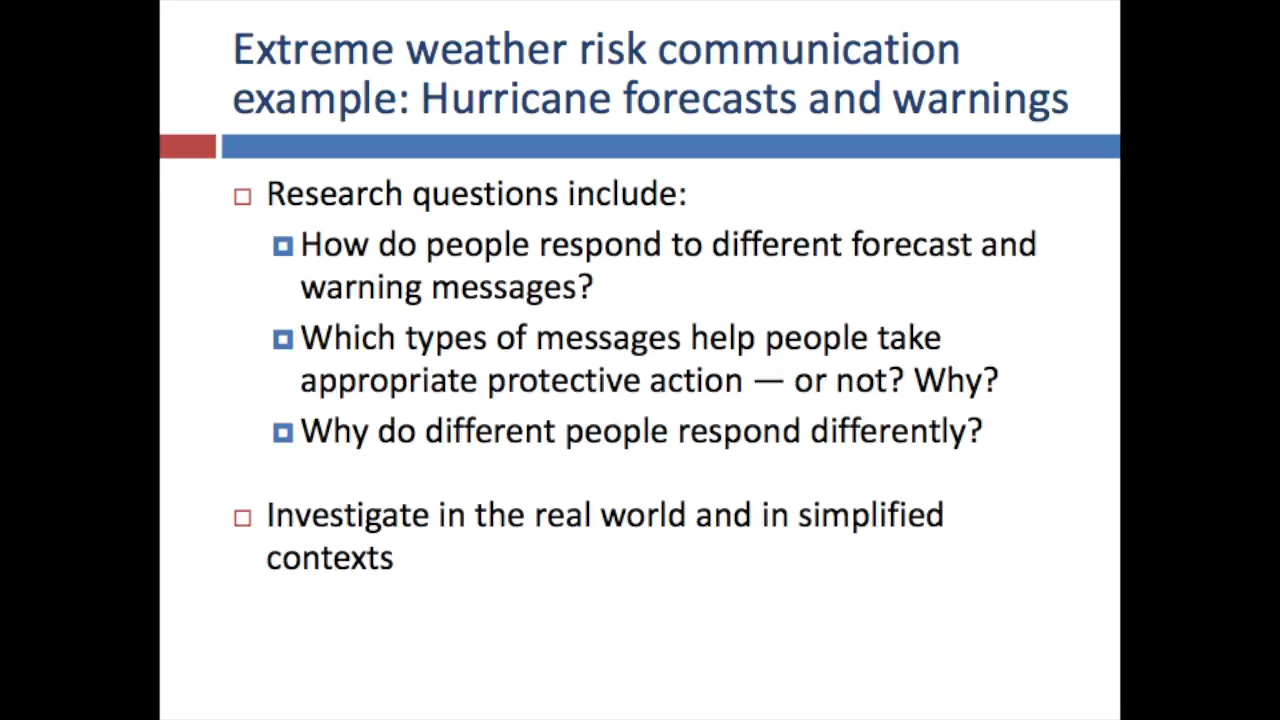 Extreme weather risk communication
example: Hurricane forecasts and warnings
Research questions include:
How do people respond to different forecast and
warning messages?
Which types of messages help people take
appropriate protective action — or not? Why?
Why do different people respond differently?
Investigate in the real world and in simplified
contexts